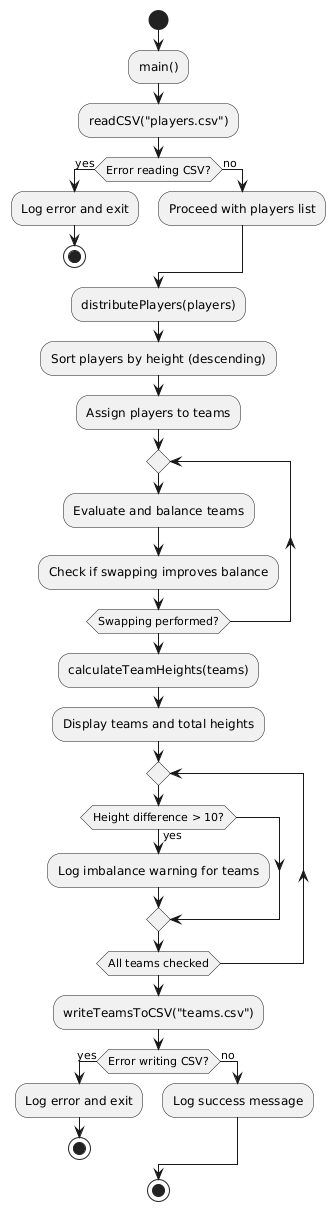 main()
readCSV("players.csv")
yes
Error reading CSV?
no
Log error and exit
Proceed with players list
distributePlayers(players)
Sort players by height (descending)
Assign players to teams
Evaluate and balance teams
Check if swapping improves balance
Swapping performed?
calculateTeamHeights(teams)
Display teams and total heights
Height difference > 10?
yes
Log imbalance warning for teams
All teams checked
writeTeamsToCSV("teams.csv")
yes
Error writing CSV?
no
Log error and exit
Log success message